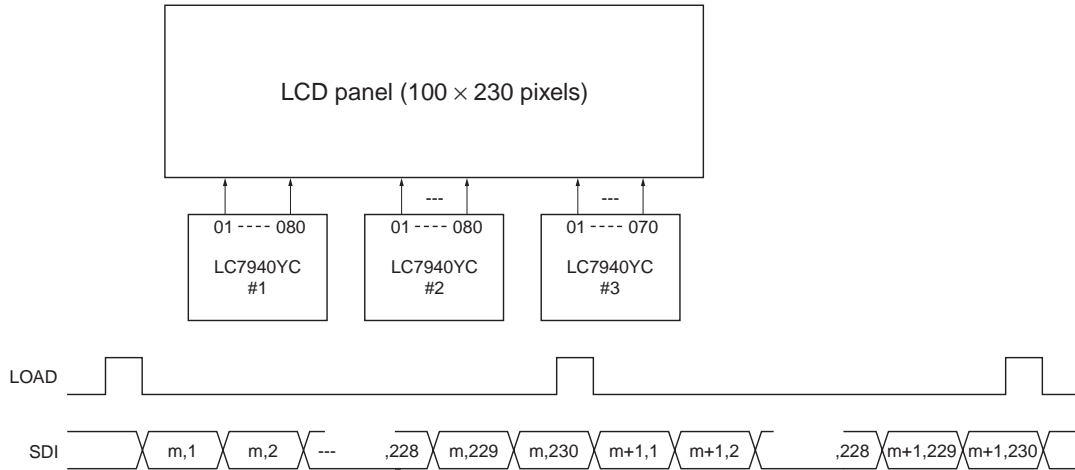 LCD panel (100 × 230 pixels)
---
---
01 ---- 080
01 ---- 080
01 ---- 070
LC7940YC
#1
LC7940YC
#2
LC7940YC
#3
LOAD
SDI
m,1
m,2
---
,228
m,229
m,230
m+1,1
m+1,2
,228
m+1,229
m+1,230